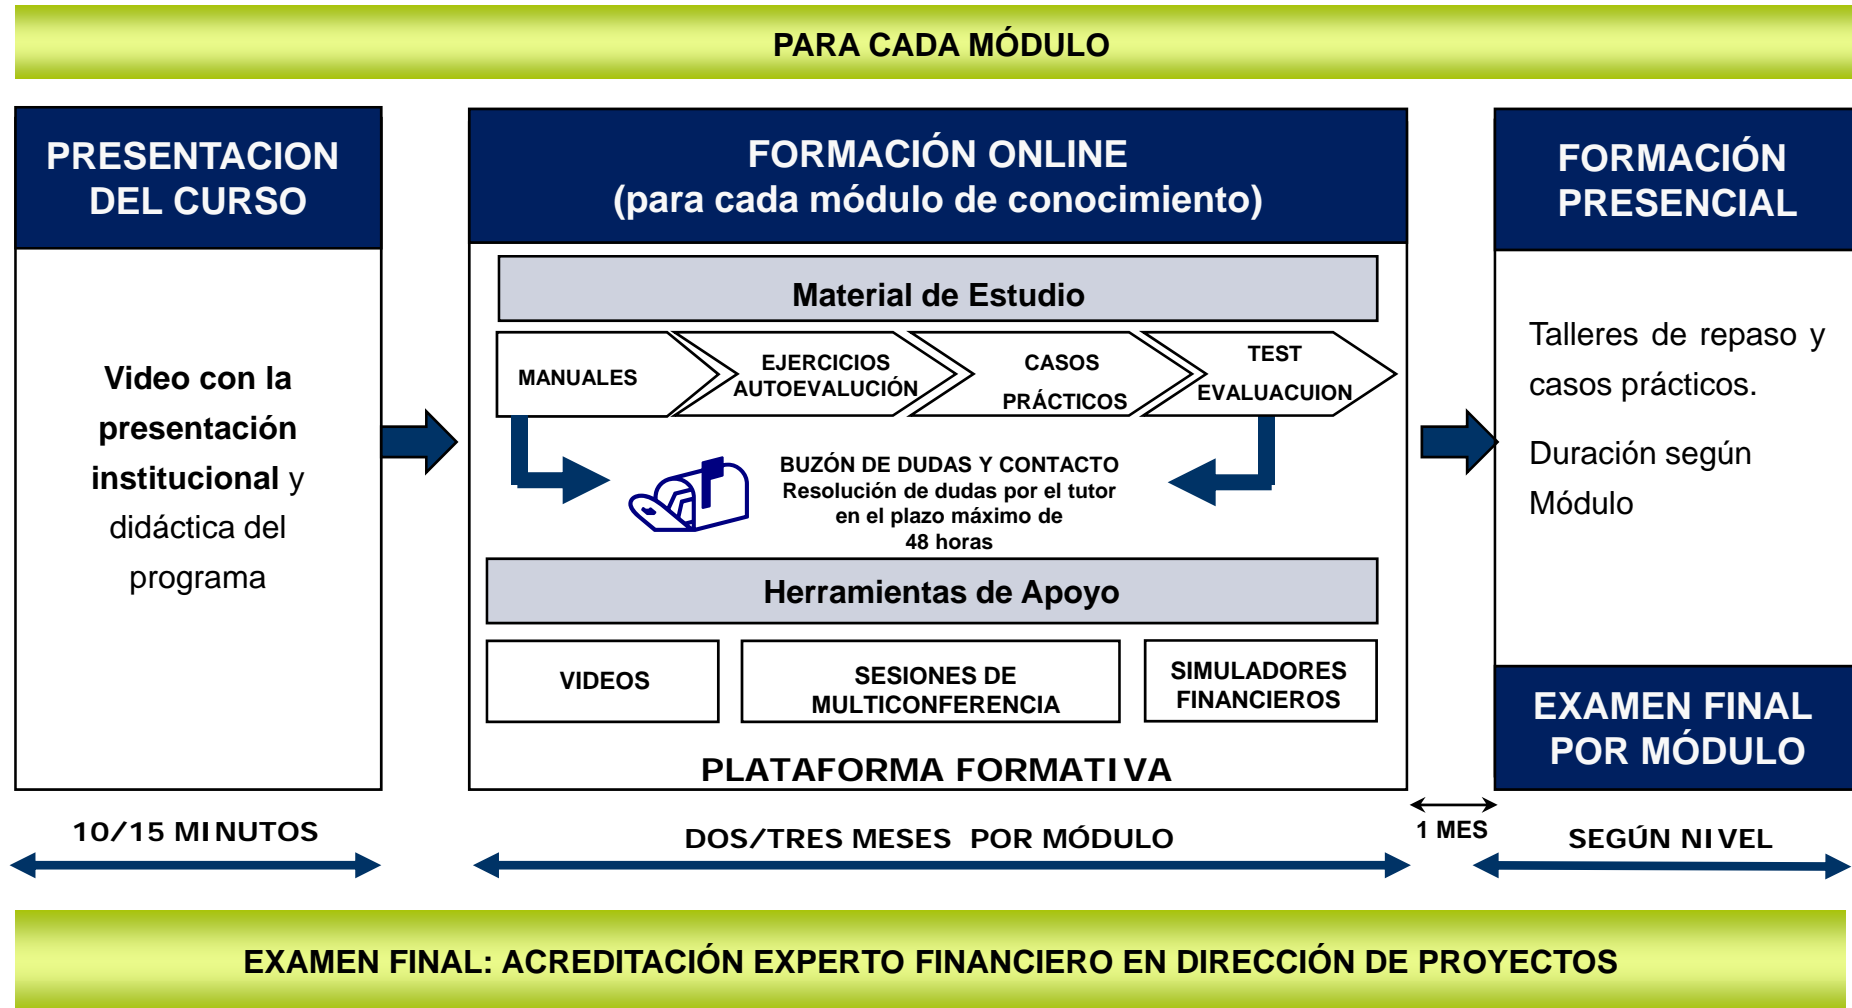 PARA CADA MÓDULO
PRESENTACION
DEL CURSO
Video con la
presentación
institucional y
didáctica del
programa
10/15 MINUTOS
FORMACIÓN ONLINE
(para cada módulo de conocimiento)
Material de Estudio
MANUALES
EJERCICIOS
AUTOEVALUCIÓN
CASOS
PRÁCTICOS
TEST
EVALUACUION
BUZÓN DE DUDAS Y CONTACTO
Resolución de dudas por el tutor
en el plazo máximo de
48 horas
Herramientas de Apoyo
VIDEOS
SESIONES DE
MULTICONFERENCIA
SIMULADORES
FINANCIEROS
PLATAFORMA FORMATIVA
DOS/TRES MESES POR MÓDULO
1 MES
FORMACIÓN
PRESENCIAL
Talleres de repaso y
casos prácticos.
Duración según
Módulo
EXAMEN FINAL
POR MÓDULO
SEGÚN NIVEL
EXAMEN FINAL: ACREDITACIÓN EXPERTO FINANCIERO EN DIRECCIÓN DE PROYECTOS